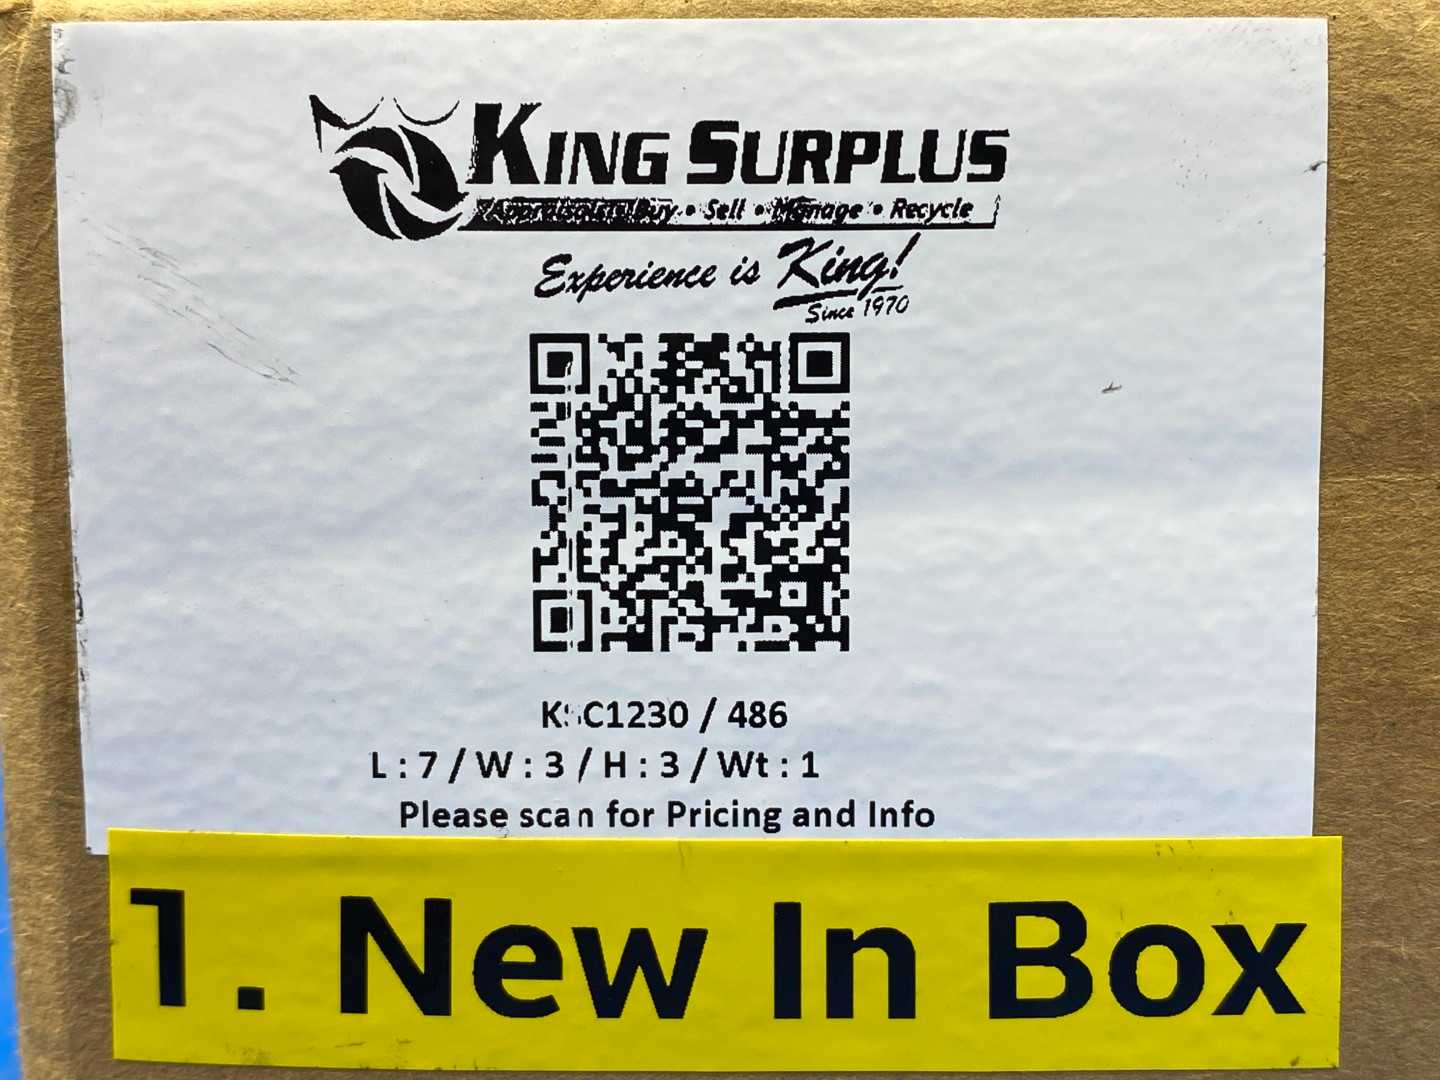 KING SURPLUS
Buy • Sell • Manage • Recycle
Experience is King!
Since 1970
KSC1230 / 486
L : 7 / W : 3 / H : 3 / Wt : 1
Please scan for Pricing and Info
1. New In Box